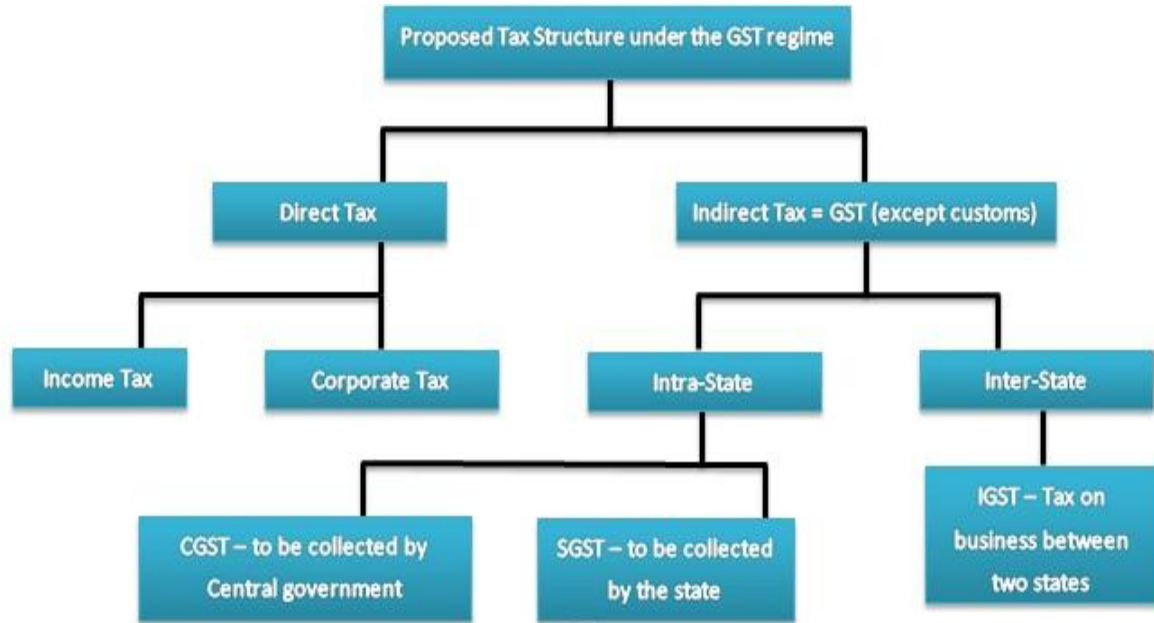 Proposed Tax Structure under the GST regime
Direct Tax
Indirect Tax = GST (except customs)
Income Tax
Corporate Tax
Intra-State
Inter-State
CGST – to be collected by
Central government
SGST – to be collected
by the state
IGST – Tax on
business between
two states